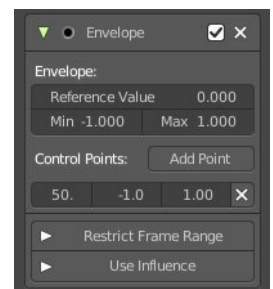 Envelope
Envelope:
Reference Value 0.000
Min -1.000 Max 1.000
Control Points: Add Point
50. -1.0 1.00
Restrict Frame Range
Use Influence